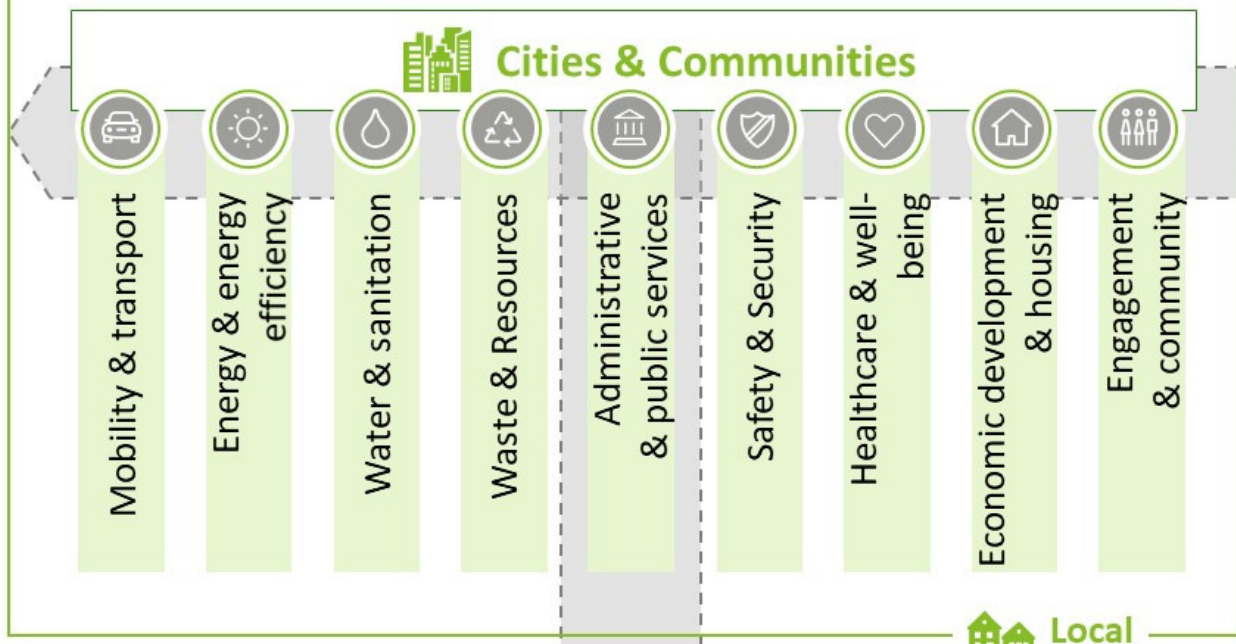 Cities & Communities
Mobility & transport
Energy & energy
efficiency
Water & sanitation
Waste & Resources
Administrative
& public services
Safety & Security
Healthcare & well-
being
Economic development
& housing
Engagement
& community
Local